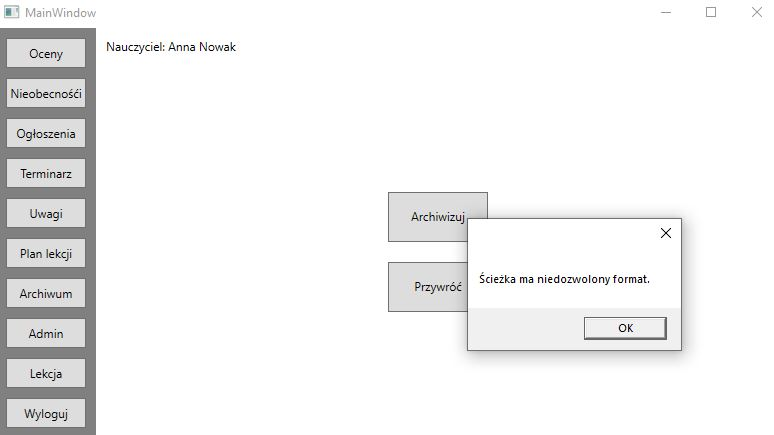 MainWindow
Nauczyciel: Anna Nowak
Oceny
Nieobecnośći
Ogłoszenia
Terminarz
Uwagi
Plan lekcji
Archiwum
Admin
Lekcja
Wyloguj
Archiwizuj
Przywróć
Ścieżka ma niedozwolony format.
OK